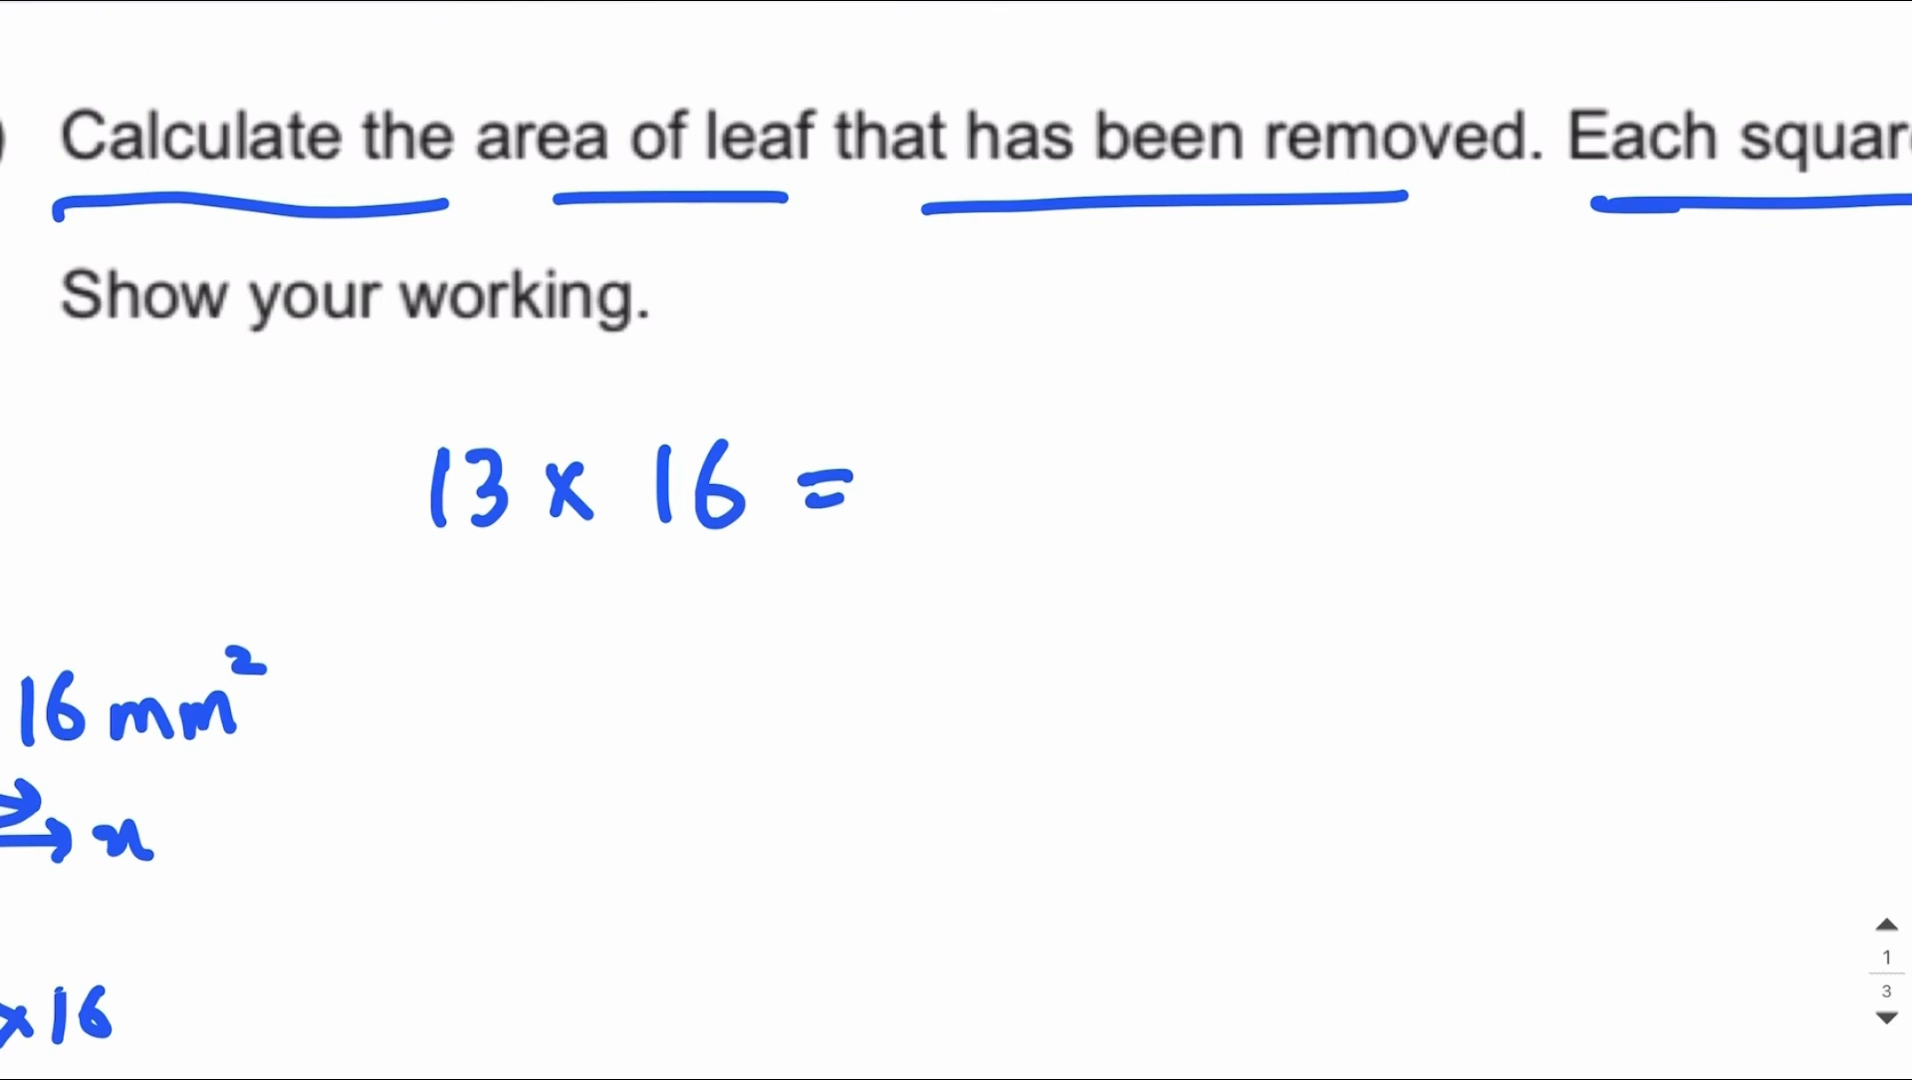 ) Calculate the area of leaf that has been removed. Each squar
Show your working.
13 x 16 =
16 mm²
→ x
x 16
1
3